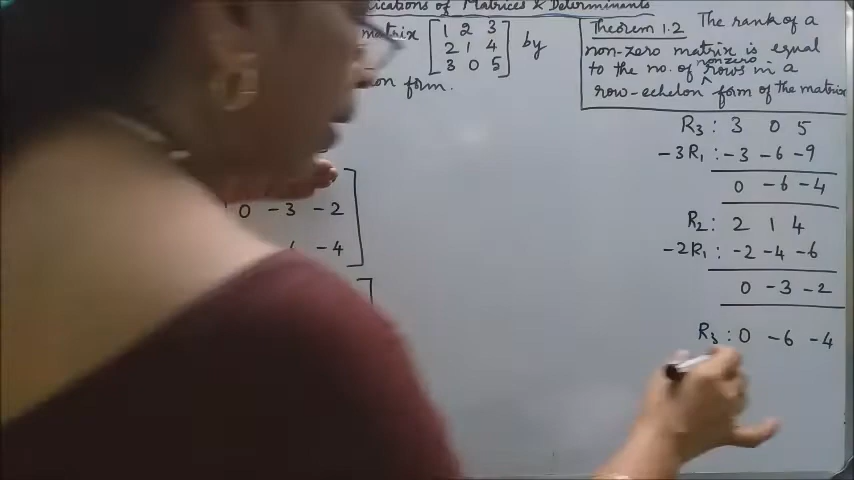 ications of Matrices & Determinants
matrix [1 2 3
2 1 4
3 0 5] by
on form.
Theorem 1.2 The rank of a
non-zero matrix is equal
to the no. of nonzero rows in a
row-echelon form of the matrix
R3 : 3 0 5
-3R1 : -3 -6 -9
0 -6 -4
R2 : 2 1 4
-2R1 : -2 -4 -6
0 -3 -2
R3 : 0 -6 -4
0 -3 -2
-4